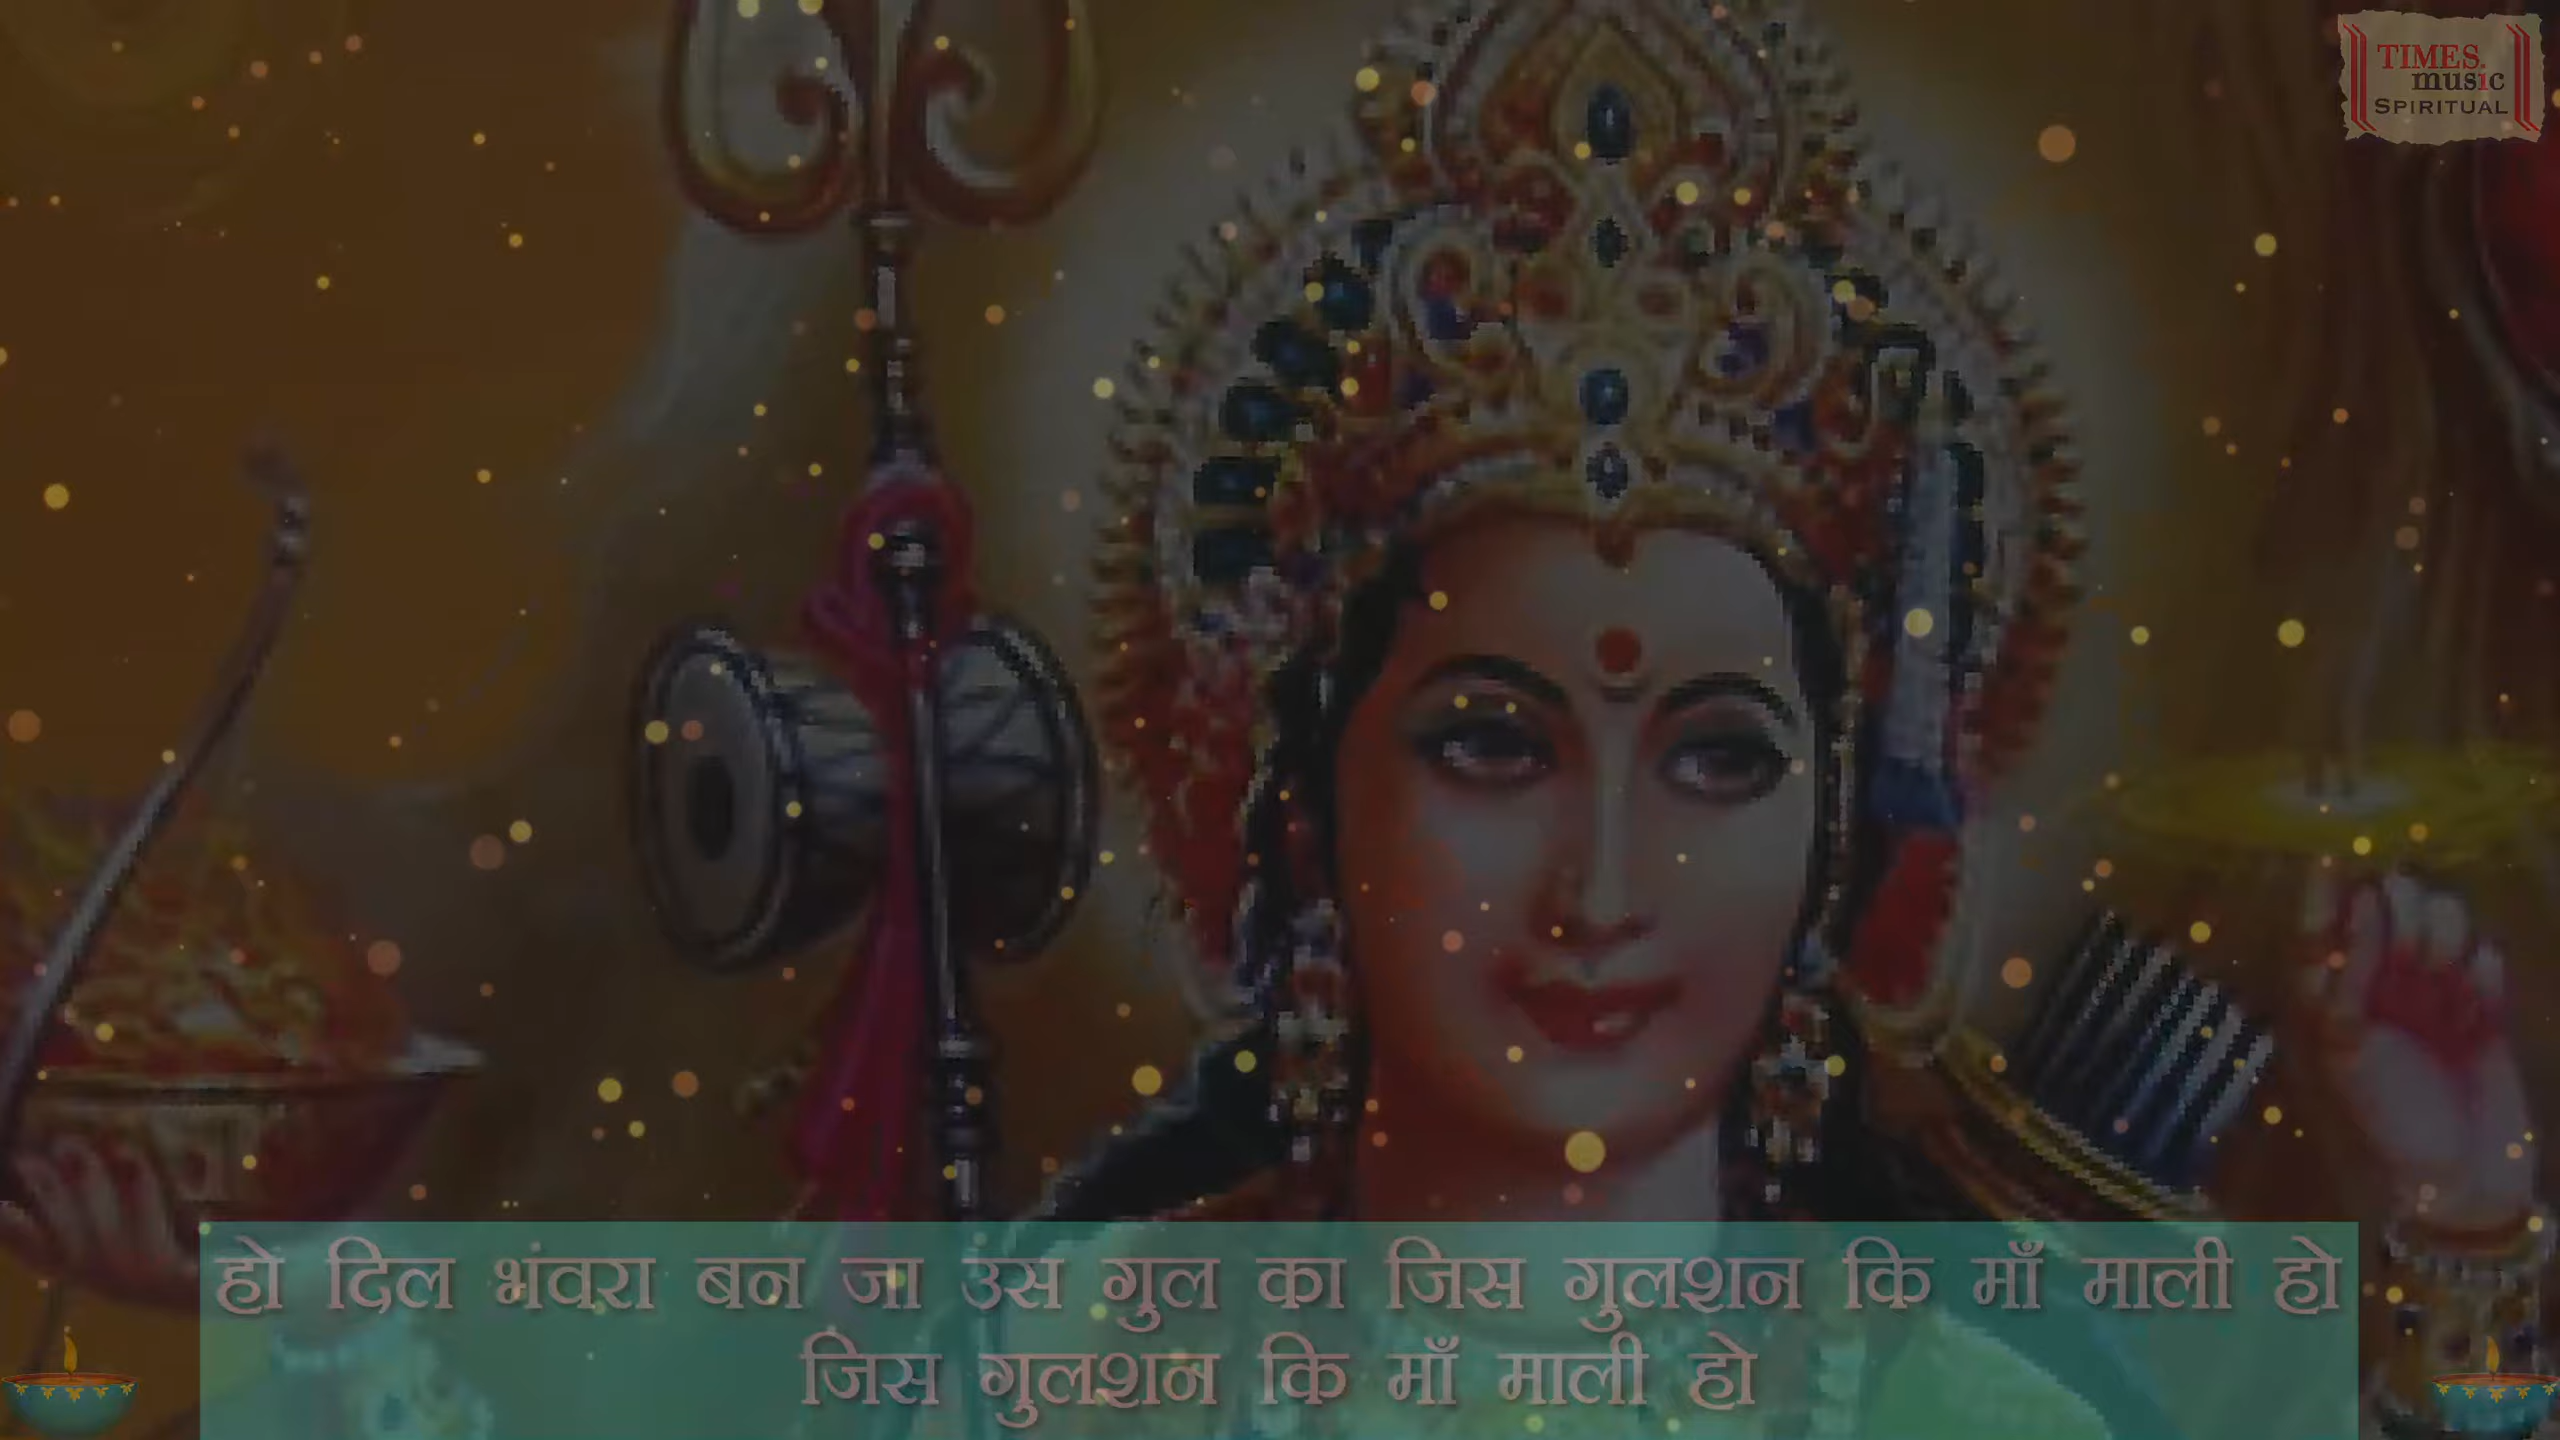 TIMES
music
SPIRITUAL
हो दिल भंवरा बन जा उस गुल का जिस गुलशन कि माँ माली हो
जिस गुलशन कि माँ माली हो